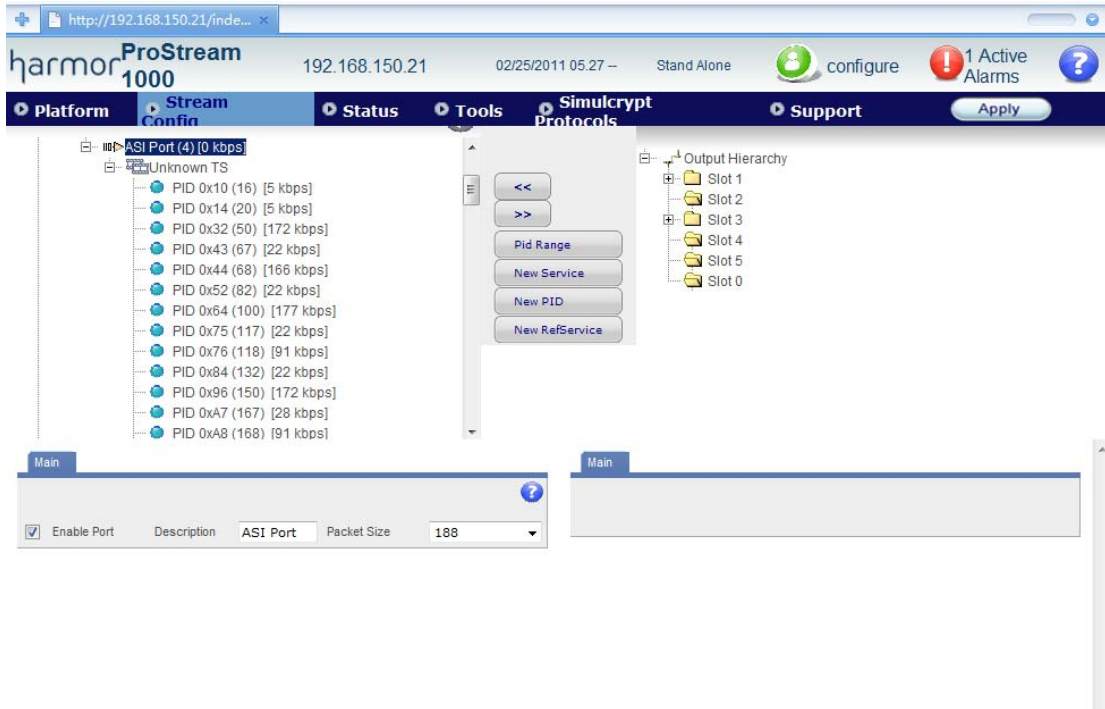 http://192.168.150.21/inde...
harmor ProStream 1000 192.168.150.21 02/25/2011 05.27 -- Stand Alone configure 1 Active Alarms
Platform Stream Config Status Tools Simulcrypt Protocols Support Apply
ASI Port (4) [0 kbps]
Unknown TS
PID 0x10 (16) [5 kbps]
PID 0x14 (20) [5 kbps]
PID 0x32 (50) [172 kbps]
PID 0x43 (67) [22 kbps]
PID 0x44 (68) [166 kbps]
PID 0x52 (82) [22 kbps]
PID 0x64 (100) [177 kbps]
PID 0x75 (117) [22 kbps]
PID 0x76 (118) [91 kbps]
PID 0x84 (132) [22 kbps]
PID 0x96 (150) [172 kbps]
PID 0xA7 (167) [28 kbps]
PID 0xA8 (168) [91 kbps]
<<
>>
Pid Range
New Service
New PID
New RefService
Output Hierarchy
Slot 1
Slot 2
Slot 3
Slot 4
Slot 5
Slot 0
Main
Enable Port Description ASI Port Packet Size 188
Main